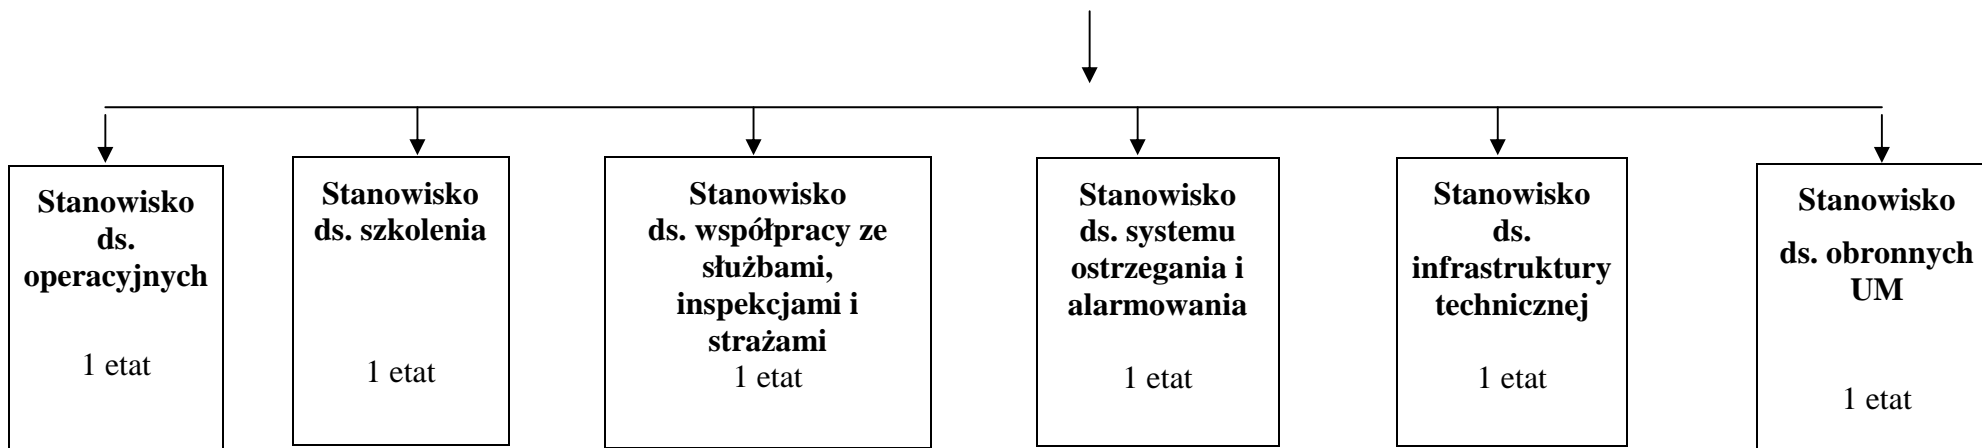 Stanowisko
ds.
operacyjnych
1 etat
Stanowisko
ds. szkolenia
1 etat
Stanowisko
ds. współpracy ze
służbami,
inspekcjami i
strażami
1 etat
Stanowisko
ds. systemu
ostrzegania i
alarmowania
1 etat
Stanowisko
ds.
infrastruktury
technicznej
1 etat
Stanowisko
ds. obronnych
UM
1 etat